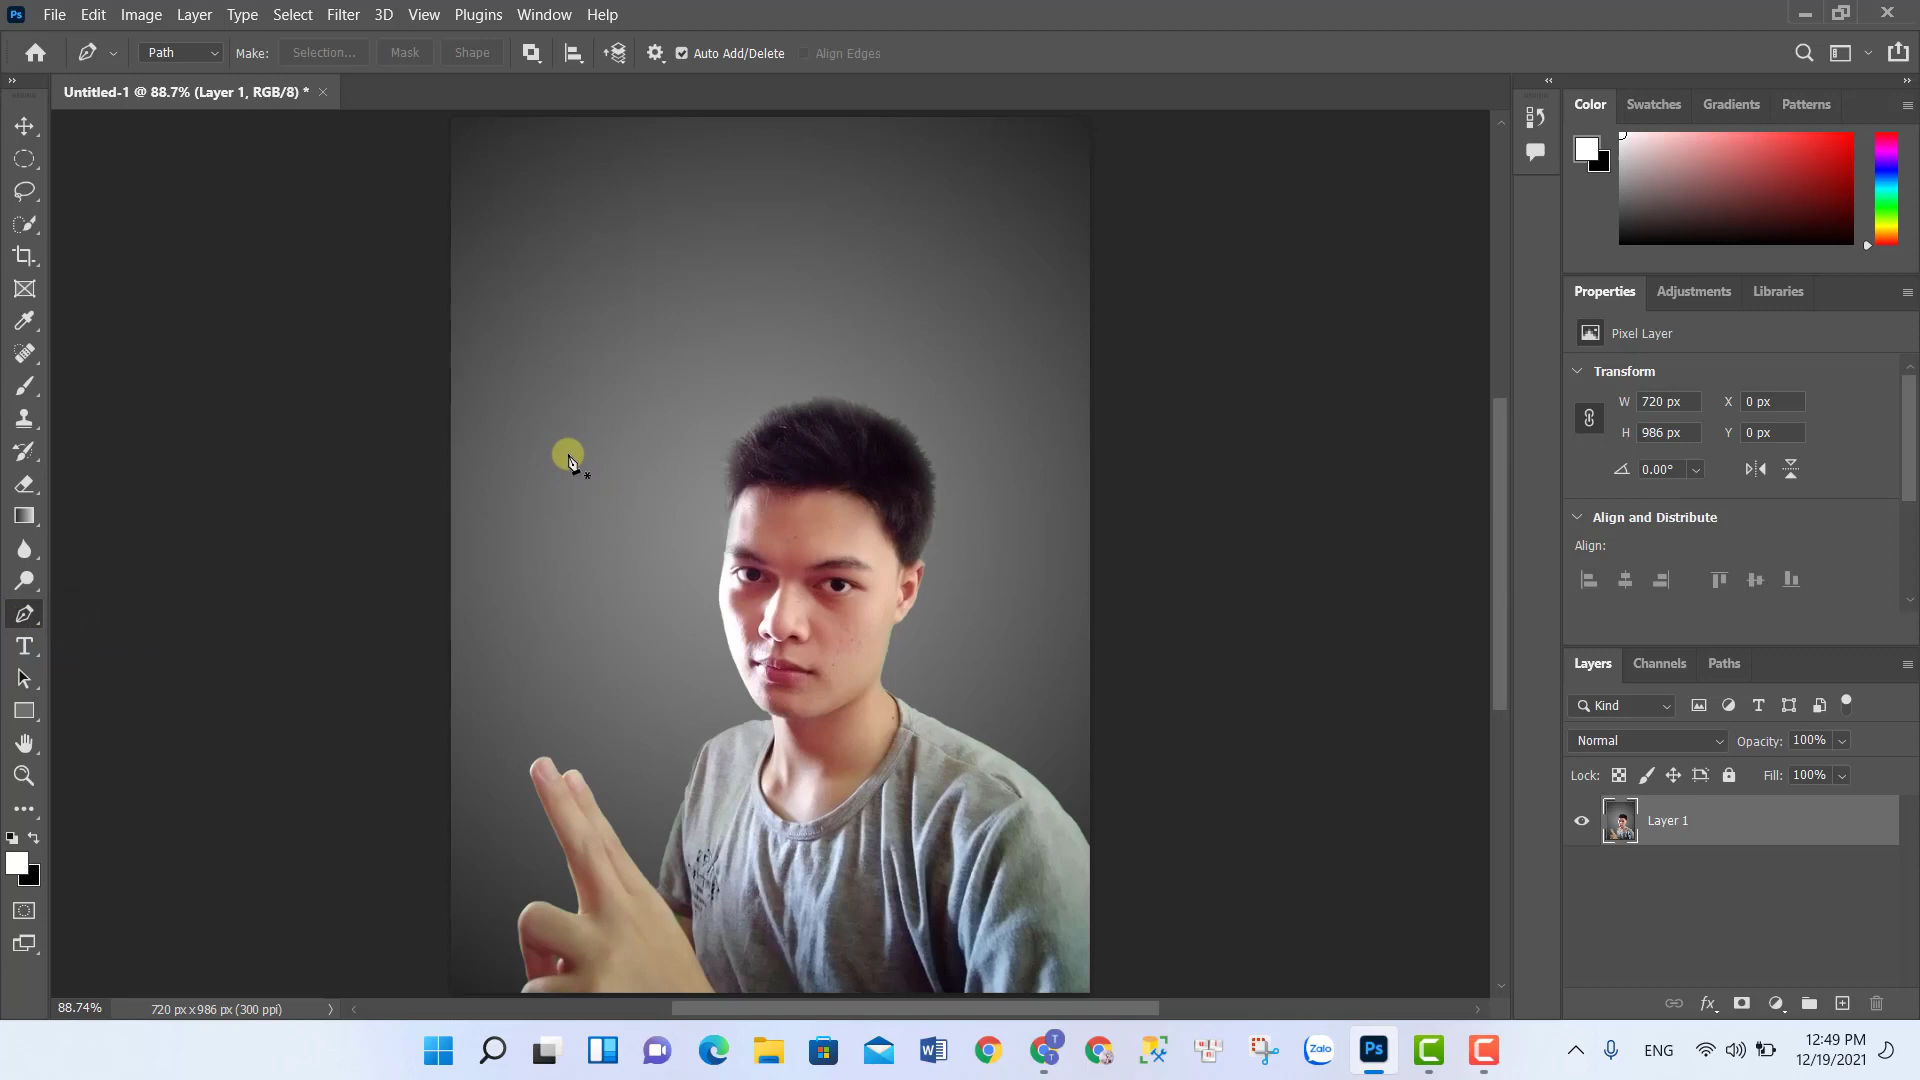 Ps File Edit Image Layer Type Select Filter 3D View Plugins Window Help
Path Make: Selection... Mask Shape Auto Add/Delete Align Edges
Untitled-1 @ 88.7% (Layer 1, RGB/8) *
Color Swatches Gradients Patterns
Properties Adjustments Libraries
Pixel Layer
Transform
W 720 px X 0 px
H 986 px Y 0 px
0.00°
Align and Distribute
Align:
Layers Channels Paths
Kind
Normal Opacity: 100%
Lock: Fill: 100%
Layer 1
88.74% 720 px x 986 px (300 ppi)
Zalo Ps ENG 12:49 PM
12/19/2021